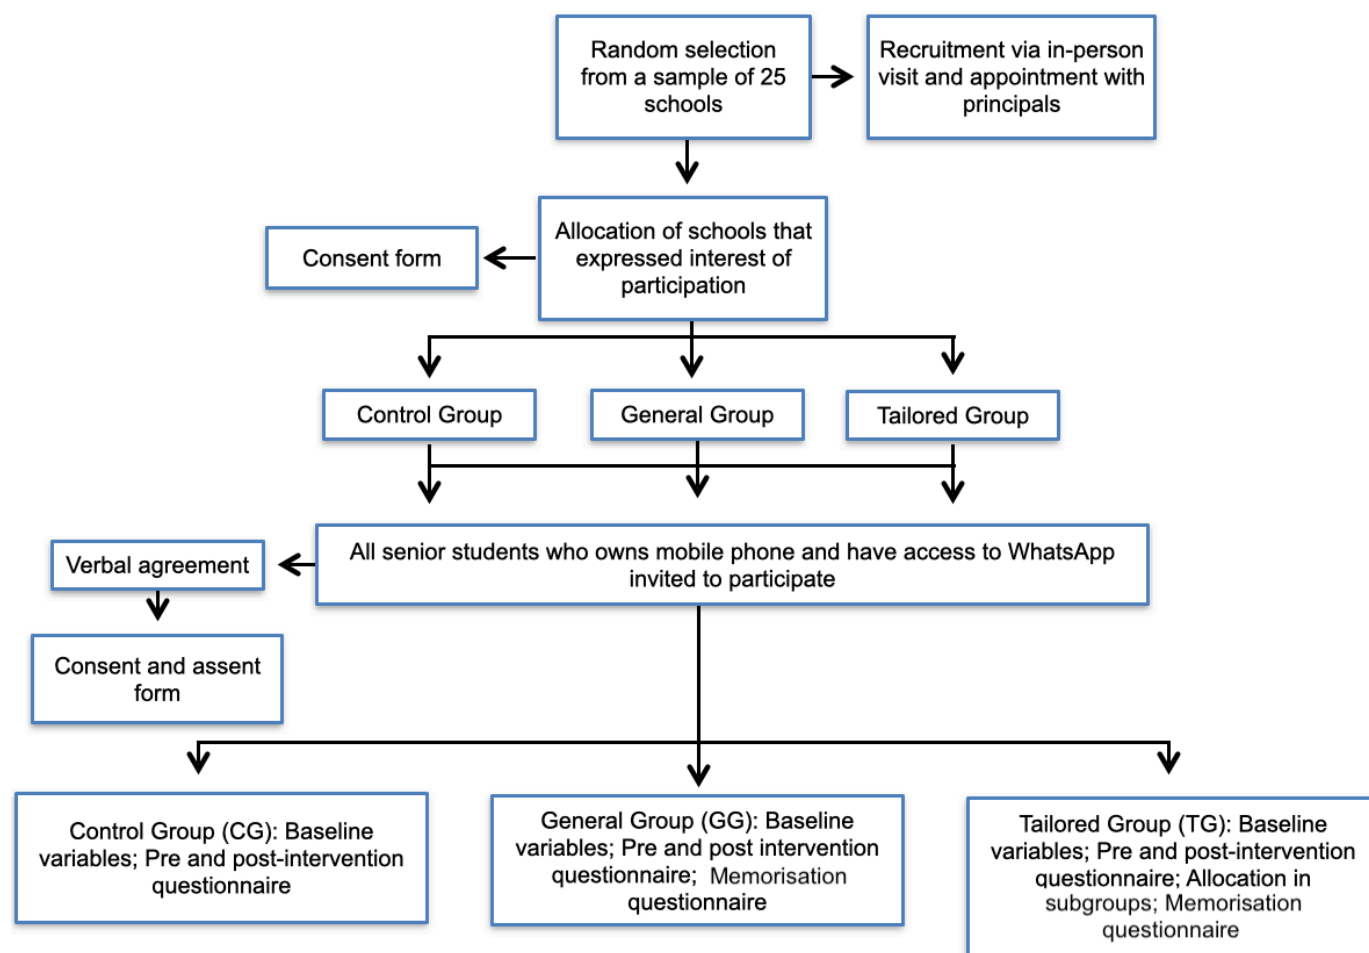 Random selection
from a sample of 25
schools
Recruitment via in-person
visit and appointment with
principals
Allocation of schools that
expressed interest of
participation
Consent form
Control Group
General Group
Tailored Group
All senior students who owns mobile phone and have access to WhatsApp
invited to participate
Verbal agreement
Consent and assent
form
Control Group (CG): Baseline
variables; Pre and post-intervention
questionnaire
General Group (GG): Baseline
variables; Pre and post intervention
questionnaire; Memorisation
questionnaire
Tailored Group (TG): Baseline
variables; Pre and post-intervention
questionnaire; Allocation in
subgroups; Memorisation
questionnaire